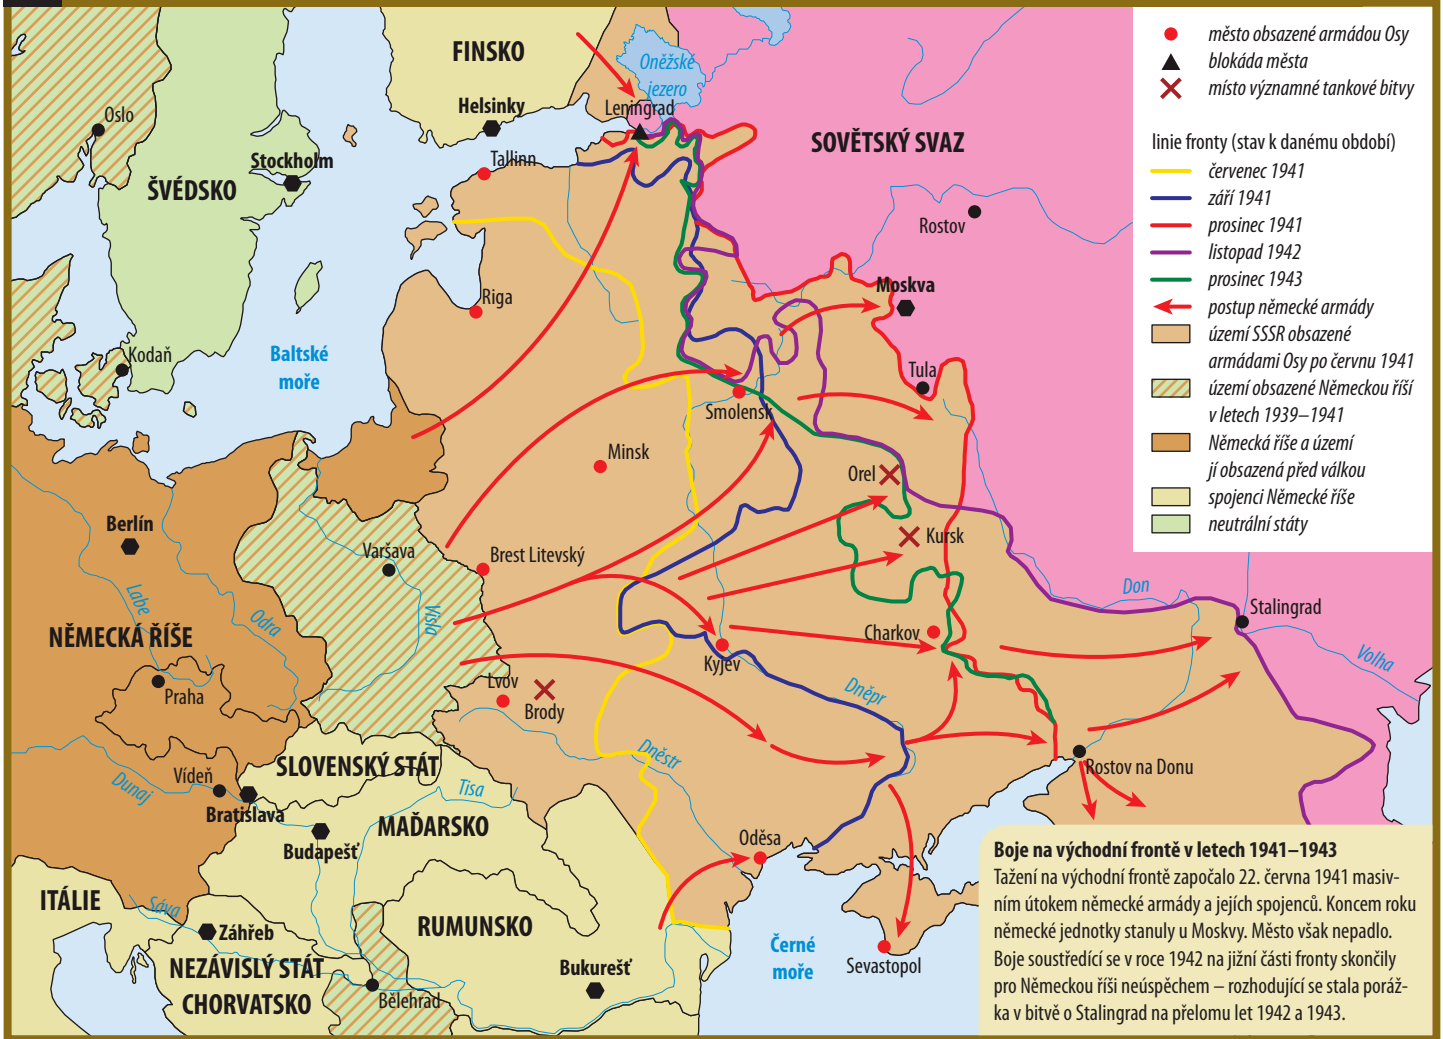 FINSKO
Oněžské
jezero
Helsinky
Leningrad
Oslo
Tallinn
Stockholm
ŠVÉDSKO
SOVĚTSKÝ SVAZ
Rostov
Riga
Moskva
Kodaň
Baltské
moře
Tula
Smolensk
Minsk
Orel
Berlín
Varšava
Brest Litevský
Kursk
Labe
Odra
Visla
Don
Stalingrad
NĚMECKÁ ŘÍŠE
Charkov
Kyjev
Volha
Praha
Lvov
Brody
Dněpr
Dněstr
Rostov na Donu
SLOVENSKÝ STÁT
Vídeň
Dunaj
Tisa
Bratislava
MAĎARSKO
Budapešť
Oděsa
ITÁLIE
Sáva
Záhřeb
RUMUNSKO
Černé
moře
Sevastopol
NEZÁVISLÝ STÁT
CHORVATSKO
Bukurešť
Bělehrad
město obsazené armádou Osy
blokáda města
místo významné tankové bitvy
linie fronty (stav k danému období)
červenec 1941
září 1941
prosinec 1941
listopad 1942
prosinec 1943
postup německé armády
území SSSR obsazené
armádami Osy po červnu 1941
území obsazené Německou říší
v letech 1939–1941
Německá říše a území
jí obsazená před válkou
spojenci Německé říše
neutrální státy
Boje na východní frontě v letech 1941–1943
Tažení na východní frontě započalo 22. června 1941 masiv-
ním útokem německé armády a jejích spojenců. Koncem roku
německé jednotky stanuly u Moskvy. Město však nepadlo.
Boje soustředící se v roce 1942 na jižní části fronty skončily
pro Německou říši neúspěchem – rozhodující se stala poráž-
ka v bitvě o Stalingrad na přelomu let 1942 a 1943.